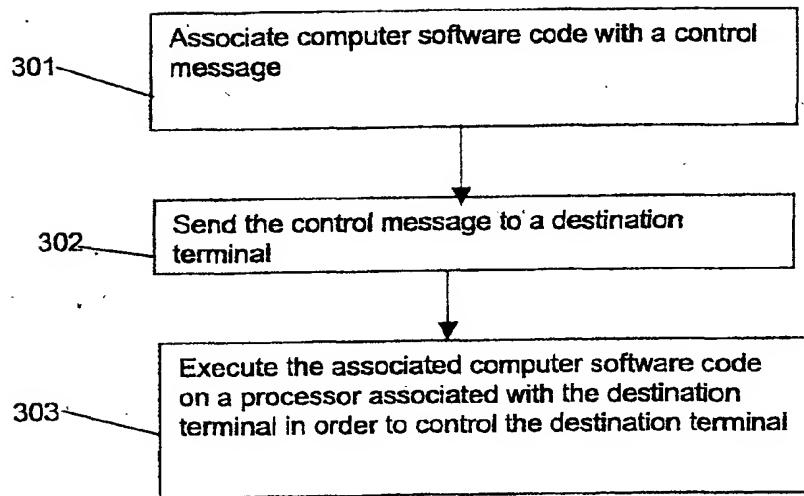 Associate computer software code with a control
message
301
Send the control message to a destination
terminal
302
Execute the associated computer software code
on a processor associated with the destination
terminal in order to control the destination terminal
303